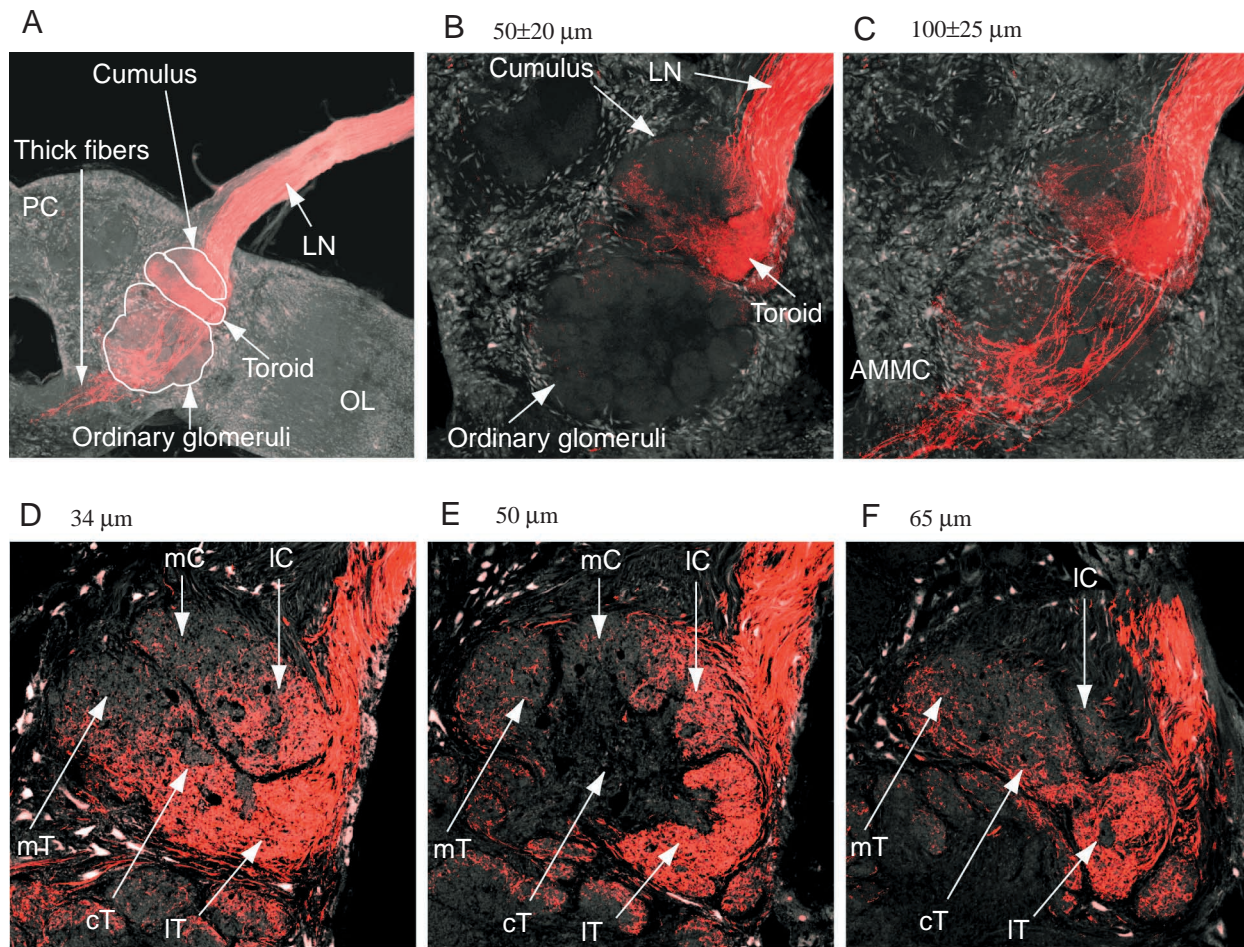 A
Cumulus
Thick fibers
PC
LN
Toroid
OL
Ordinary glomeruli
B 50±20 µm
Cumulus
LN
Toroid
Ordinary glomeruli
C 100±25 µm
AMMC
D 34 µm
mC lC
mT
cT lT
E 50 µm
mC lC
mT
cT lT
F 65 µm
lC
mT
cT lT